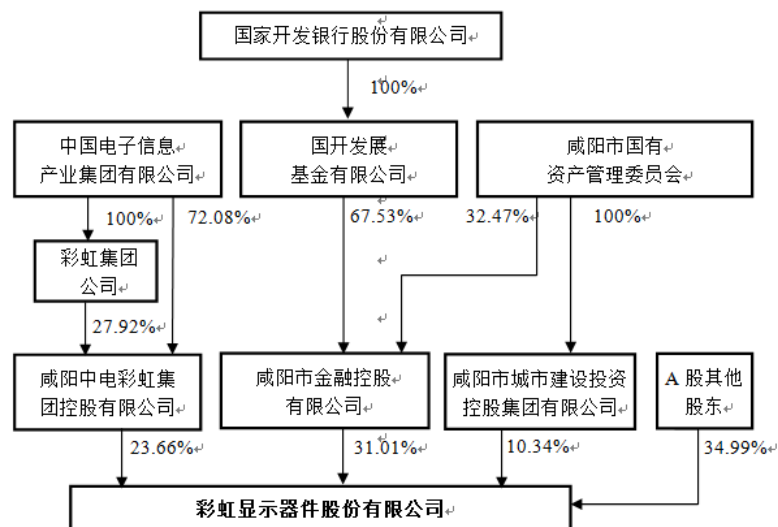 国家开发银行股份有限公司
100%
中国电子信息
产业集团有限公司
国开发展
基金有限公司
咸阳市国有
资产管理委员会
100%
72.08%
67.53%
32.47%
100%
彩虹集团
公司
27.92%
咸阳中电彩虹集
团控股有限公司
咸阳市金融控股
有限公司
咸阳市城市建设投资
控股集团有限公司
A 股其他
股东
23.66%
31.01%
10.34%
34.99%
彩虹显示器件股份有限公司